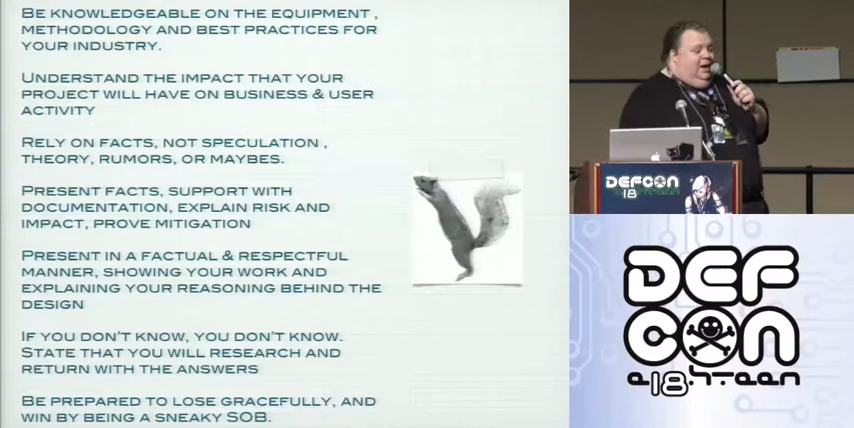 BE KNOWLEDGEABLE ON THE EQUIPMENT ,
METHODOLOGY AND BEST PRACTICES FOR
YOUR INDUSTRY.
UNDERSTAND THE IMPACT THAT YOUR
PROJECT WILL HAVE ON BUSINESS & USER
ACTIVITY
RELY ON FACTS, NOT SPECULATION ,
THEORY, RUMORS, OR MAYBES.
PRESENT FACTS, SUPPORT WITH
DOCUMENTATION, EXPLAIN RISK AND
IMPACT, PROVE MITIGATION
PRESENT IN A FACTUAL & RESPECTFUL
MANNER, SHOWING YOUR WORK AND
EXPLAINING YOUR REASONING BEHIND THE
DESIGN
IF YOU DON'T KNOW, YOU DON'T KNOW.
STATE THAT YOU WILL RESEARCH AND
RETURN WITH THE ANSWERS
BE PREPARED TO LOSE GRACEFULLY, AND
WIN BY BEING A SNEAKY SOB.
DEFCON
18
DEF
CON
18